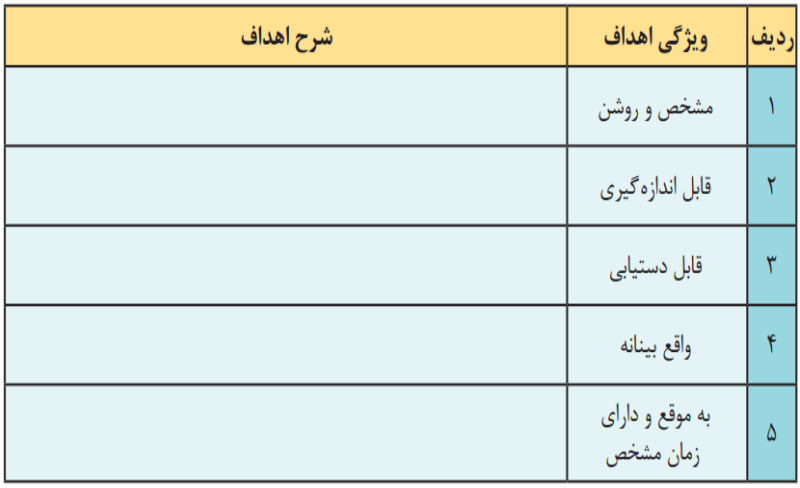 ردیف ویژگی اهداف شرح اهداف
۱ مشخص و روشن
۲ قابل اندازه‌گیری
۳ قابل دستیابی
۴ واقع بینانه
۵ به موقع و دارای
زمان مشخص